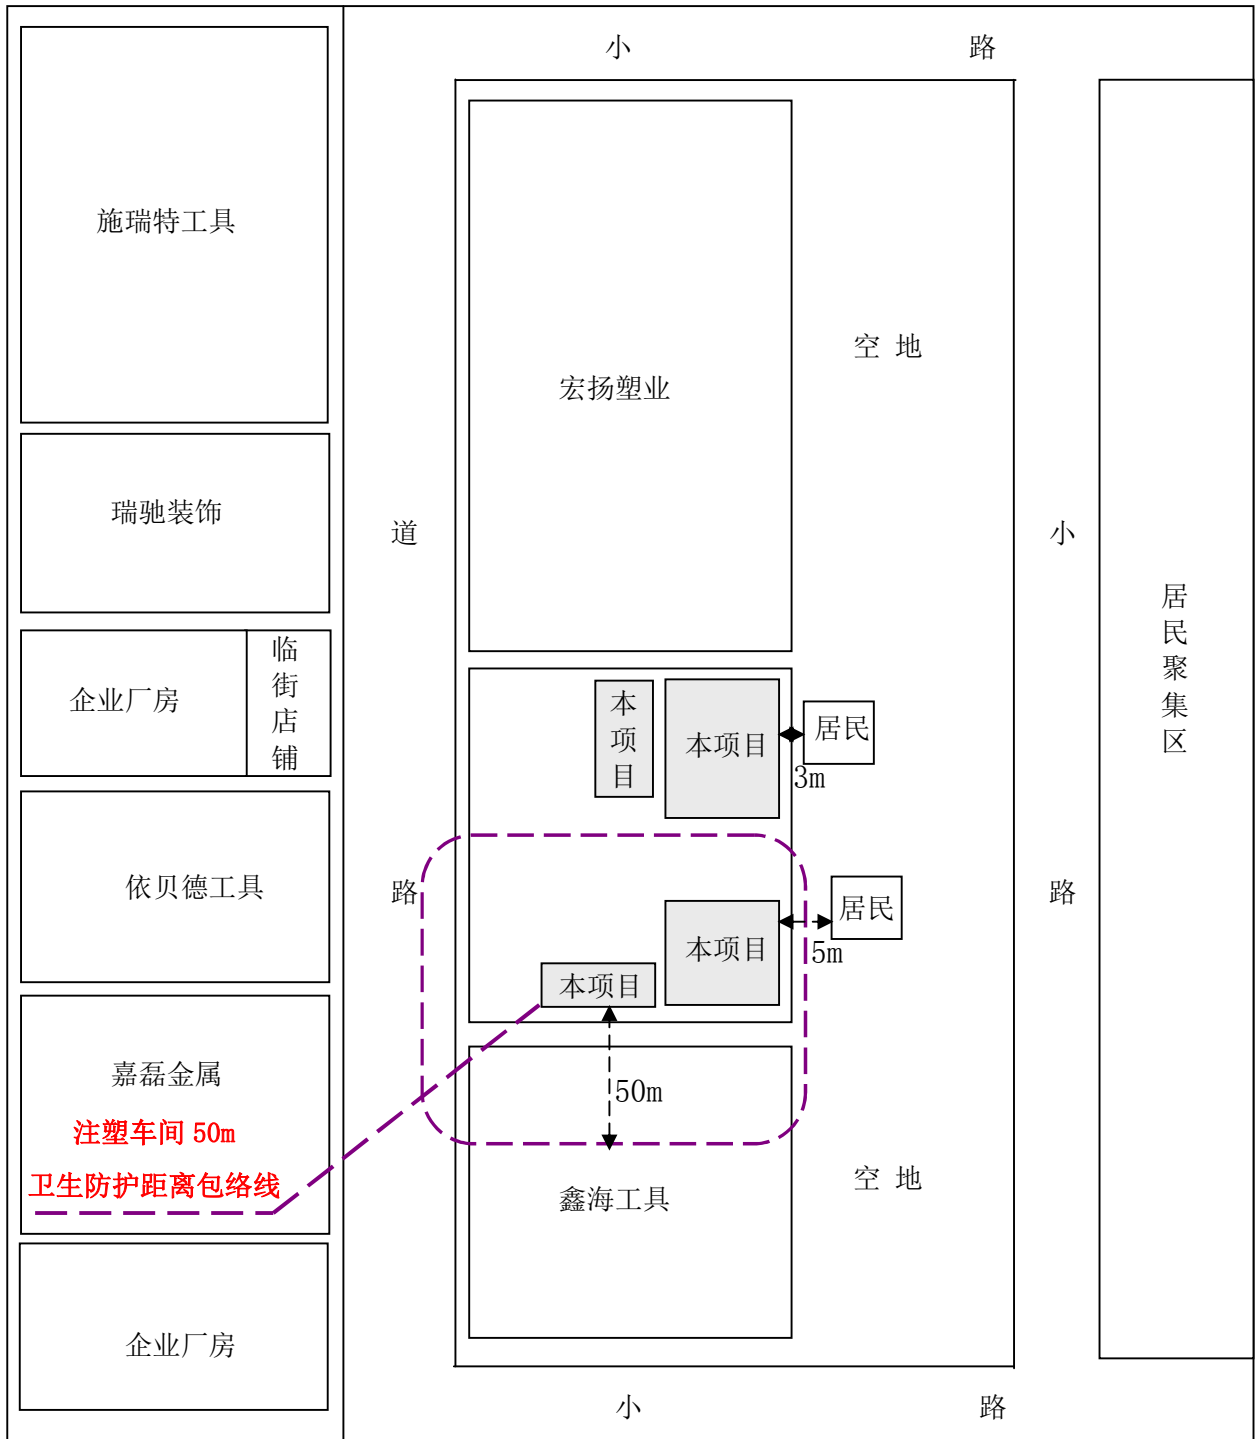 小 路
施瑞特工具
空 地
宏扬塑业
瑞驰装饰
道
小
居民聚集区
临街店铺
企业厂房
本项目
本项目
居民
3m
依贝德工具
路
路
居民
本项目
5m
本项目
嘉磊金属
50m
注塑车间 50m
卫生防护距离包络线
空 地
鑫海工具
企业厂房
小 路